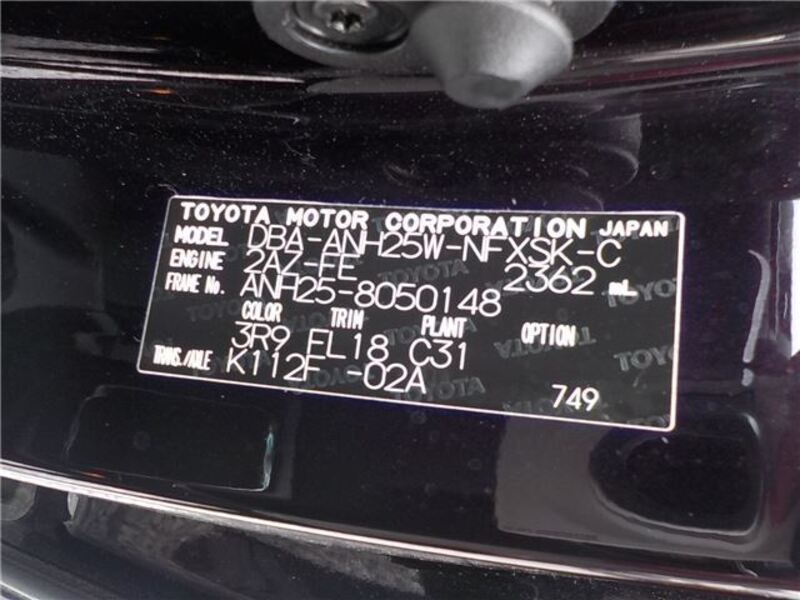 TOYOTA MOTOR CORPORATION JAPAN
MODEL DBA-ANH25W-NFXSK-C
ENGINE 2AZ-FE 2362 mL
FRAME No. ANH25-8050148
COLOR TRIM PLANT OPTION
3R9 FL18 C31
TRANS./AXLE K112F -02A
749